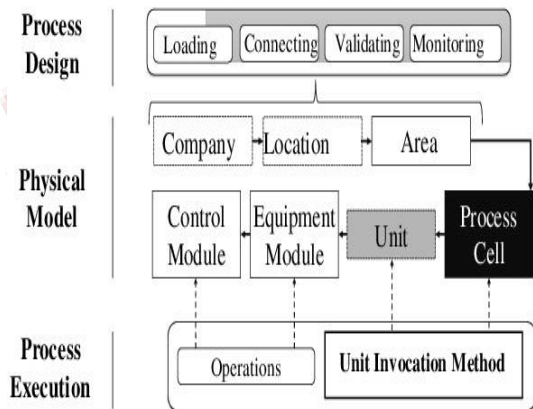 Process
Design
Loading
Connecting
Validating
Monitoring
Physical
Model
Company
Location
Area
Control
Module
Equipment
Module
Unit
Process
Cell
Process
Execution
Operations
Unit Invocation Method